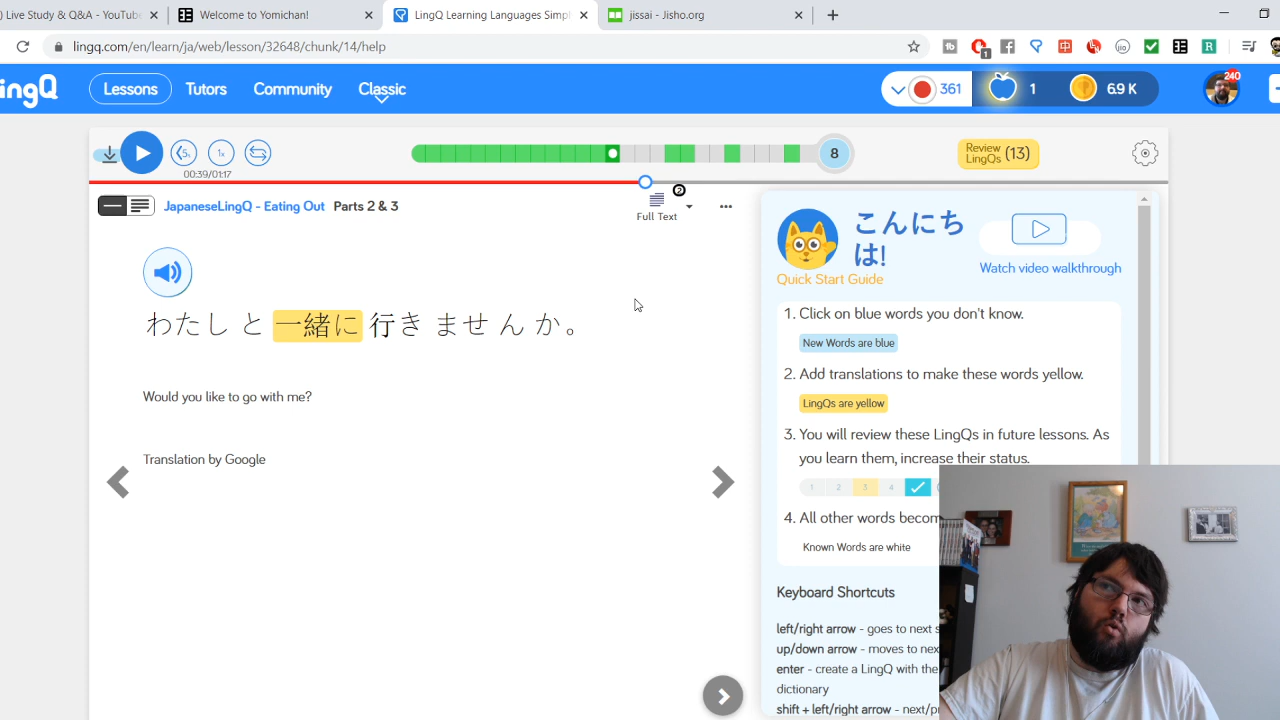 ) Live Study & Q&A - YouTub
Welcome to Yomichan!
LingQ Learning Languages Simpl
jissai - Jisho.org
lingq.com/en/learn/ja/web/lesson/32648/chunk/14/help
1
ingQ
Lessons
Tutors
Community
Classic
361
1
6.9 K
240
5s
1x
00:39/01:17
8
Review
LingQs (13)
JapaneseLingQ - Eating Out Parts 2 & 3
2
Full Text
わたし と 一緒に 行き ませ ん か。
Would you like to go with me?
Translation by Google
こんにち
は!
Quick Start Guide
Watch video walkthrough
1. Click on blue words you don't know.
New Words are blue
2. Add translations to make these words yellow.
LingQs are yellow
3. You will review these LingQs in future lessons. As
you learn them, increase their status.
1 2 3 4
4. All other words becom
Known Words are white
Keyboard Shortcuts
left/right arrow - goes to next s
up/down arrow - moves to nex
enter - create a LingQ with the
dictionary
shift + left/right arrow - next/pr